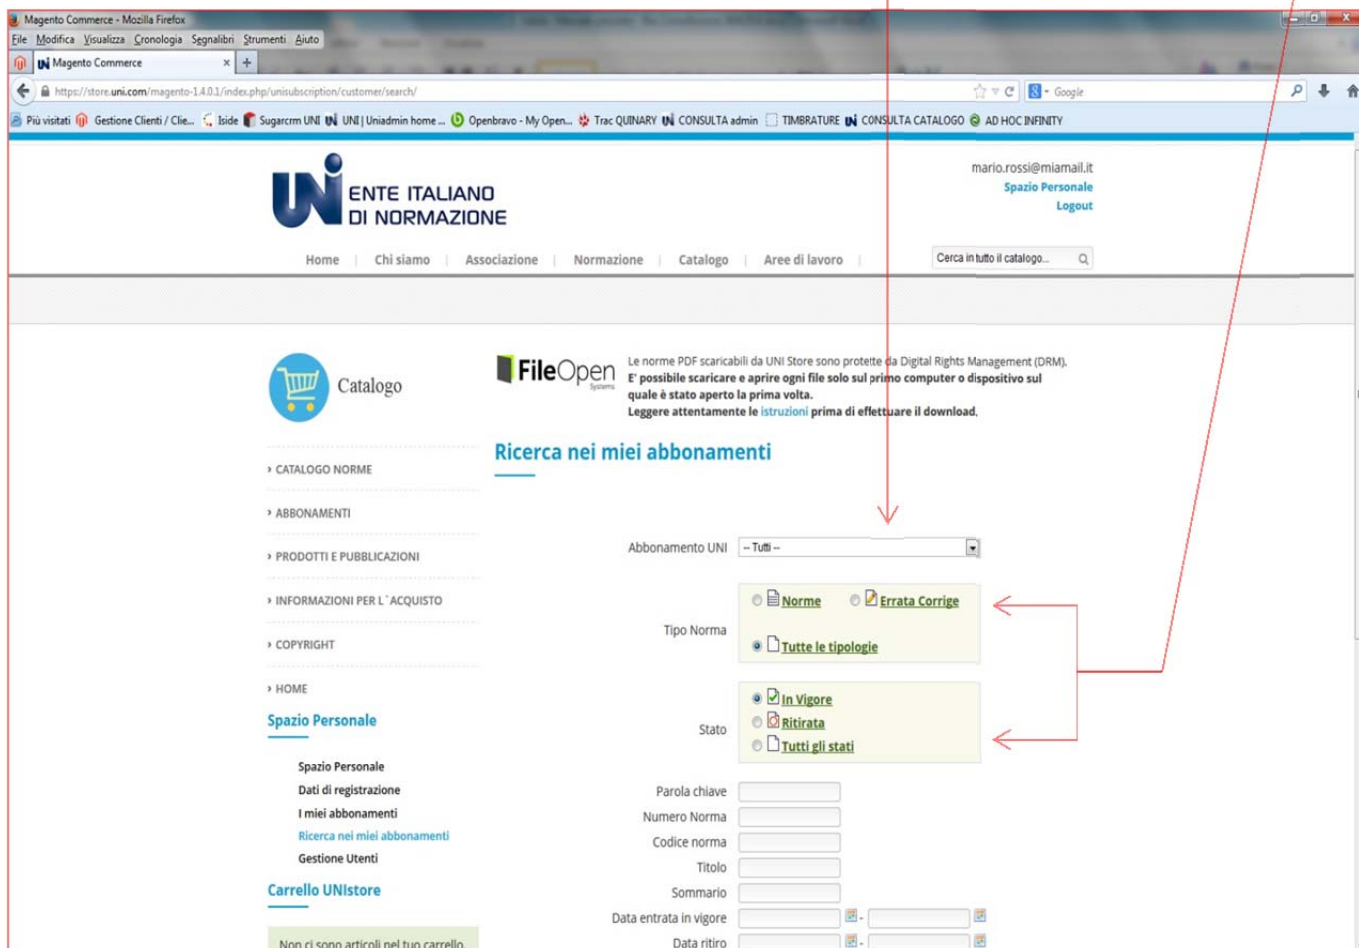 Magento Commerce - Mozilla Firefox
File Modifica Visualizza Cronologia Segnalibri Strumenti Aiuto
UNI Magento Commerce × +
https://store.uni.com/magento-1.4.0.1/index.php/unisubscription/customer/search/
8 - Google
Più visitati Gestione Clienti / Clie... Iside Sugarcrm UNI UNI UNI | Uniadmin home ... Openbravo - My Open... Trac QUINARY UNI CONSULTA admin TIMBRATURE UNI CONSULTA CATALOGO AD HOC INFINITY
UNI ENTE ITALIANO
DI NORMAZIONE
mario.rossi@miamail.it
Spazio Personale
Logout
Home | Chi siamo | Associazione | Normazione | Catalogo | Aree di lavoro |
Cerca in tutto il catalogo...
Catalogo
FileOpen
Systems
Le norme PDF scaricabili da UNI Store sono protette da Digital Rights Management (DRM).
E' possibile scaricare e aprire ogni file solo sul primo computer o dispositivo sul
quale è stato aperto la prima volta.
Leggere attentamente le istruzioni prima di effettuare il download.
› CATALOGO NORME
› ABBONAMENTI
› PRODOTTI E PUBBLICAZIONI
› INFORMAZIONI PER L`ACQUISTO
› COPYRIGHT
› HOME
Spazio Personale
Spazio Personale
Dati di registrazione
I miei abbonamenti
Ricerca nei miei abbonamenti
Gestione Utenti
Carrello UNIstore
Non ci sono articoli nel tuo carrello.
Ricerca nei miei abbonamenti
Abbonamento UNI -- Tutti --
Tipo Norma
Norme Errata Corrige
Tutte le tipologie
Stato
In Vigore
Ritirata
Tutti gli stati
Parola chiave
Numero Norma
Codice norma
Titolo
Sommario
Data entrata in vigore -
Data ritiro -